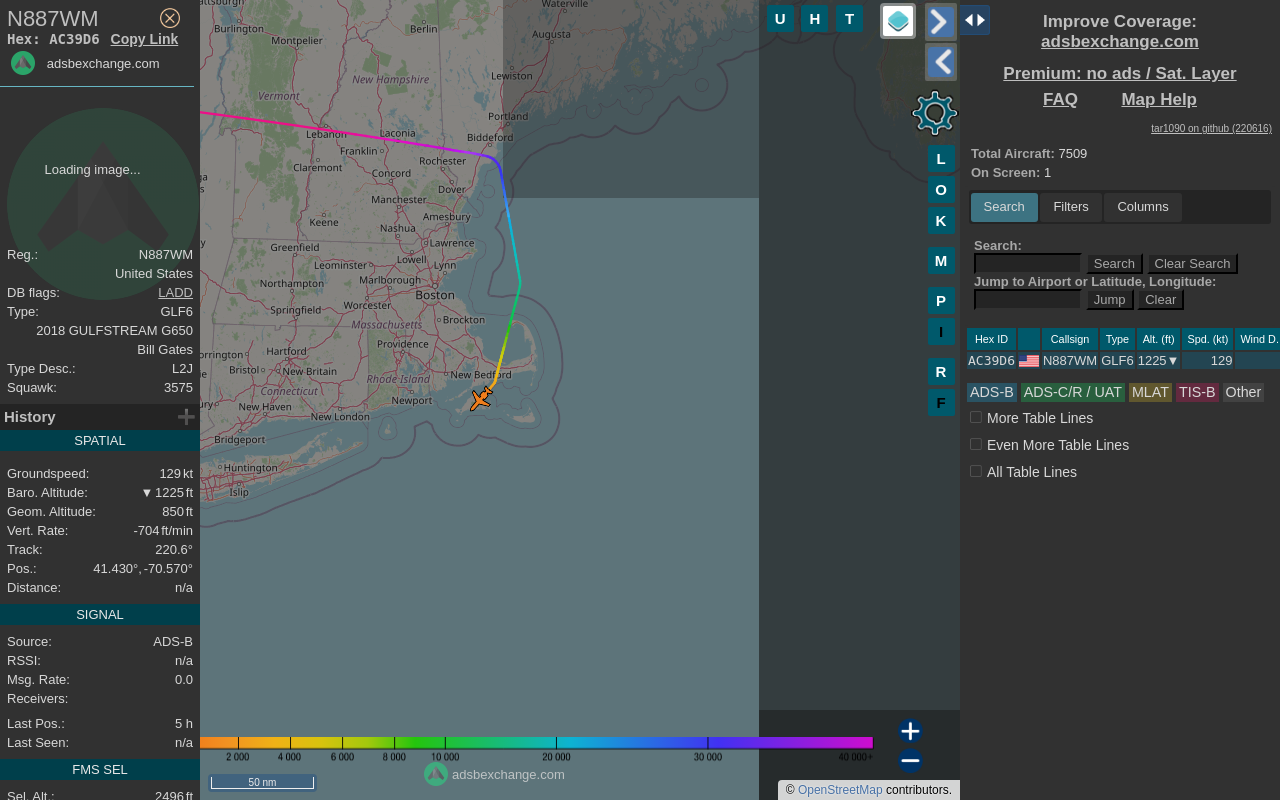 N887WM
Hex: AC39D6 Copy Link
adsbexchange.com
Loading image...
Reg.: N887WM
United States
DB flags: LADD
Type: GLF6
2018 GULFSTREAM G650
Bill Gates
Type Desc.: L2J
Squawk: 3575
History
SPATIAL
Groundspeed: 129 kt
Baro. Altitude: ▼ 1225 ft
Geom. Altitude: 850 ft
Vert. Rate: -704 ft/min
Track: 220.6°
Pos.: 41.430°, -70.570°
Distance: n/a
SIGNAL
Source: ADS-B
RSSI: n/a
Msg. Rate: 0.0
Receivers:
Last Pos.: 5 h
Last Seen: n/a
FMS SEL
Sel. Alt.: 2496 ft
Waterville
Burlington
Berlin
Montpelier
Augusta
New Hampshire
Lewiston
Vermont
Portland
Lebanon
Laconia
Biddeford
Franklin
Rochester
Claremont
Concord
Dover
Manchester
Amesbury
Keene
Nashua
Lawrence
Greenfield
Lowell
Leominster
Lynn
Northampton
Marlborough
Boston
Worcester
Springfield
Brockton
Massachusetts
Providence
Hartford
Bristol
New Britain
New Bedford
Rhode Island
Connecticut
Newport
New Haven
New London
Bridgeport
Huntington
Islip
U H T
L
O
K
M
P
I
R
F
2 000 4 000 6 000 8 000 10 000 20 000 30 000 40 000+
adsbexchange.com
50 nm
© OpenStreetMap contributors.
Improve Coverage:
adsbexchange.com
Premium: no ads / Sat. Layer
FAQ Map Help
tar1090 on github (220616)
Total Aircraft: 7509
On Screen: 1
Search Filters Columns
Search:
Search Clear Search
Jump to Airport or Latitude, Longitude:
Jump Clear
Hex ID Callsign Type Alt. (ft) Spd. (kt) Wind D.
AC39D6 N887WM GLF6 1225▼ 129
ADS-B ADS-C/R / UAT MLAT TIS-B Other
More Table Lines
Even More Table Lines
All Table Lines